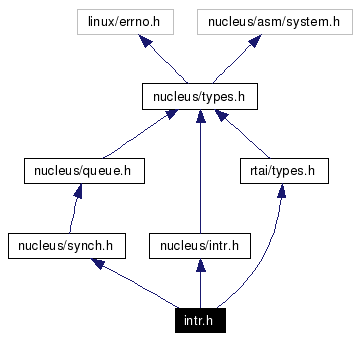 linux/errno.h
nucleus/asm/system.h
nucleus/types.h
nucleus/queue.h
rtai/types.h
nucleus/synch.h
nucleus/intr.h
intr.h